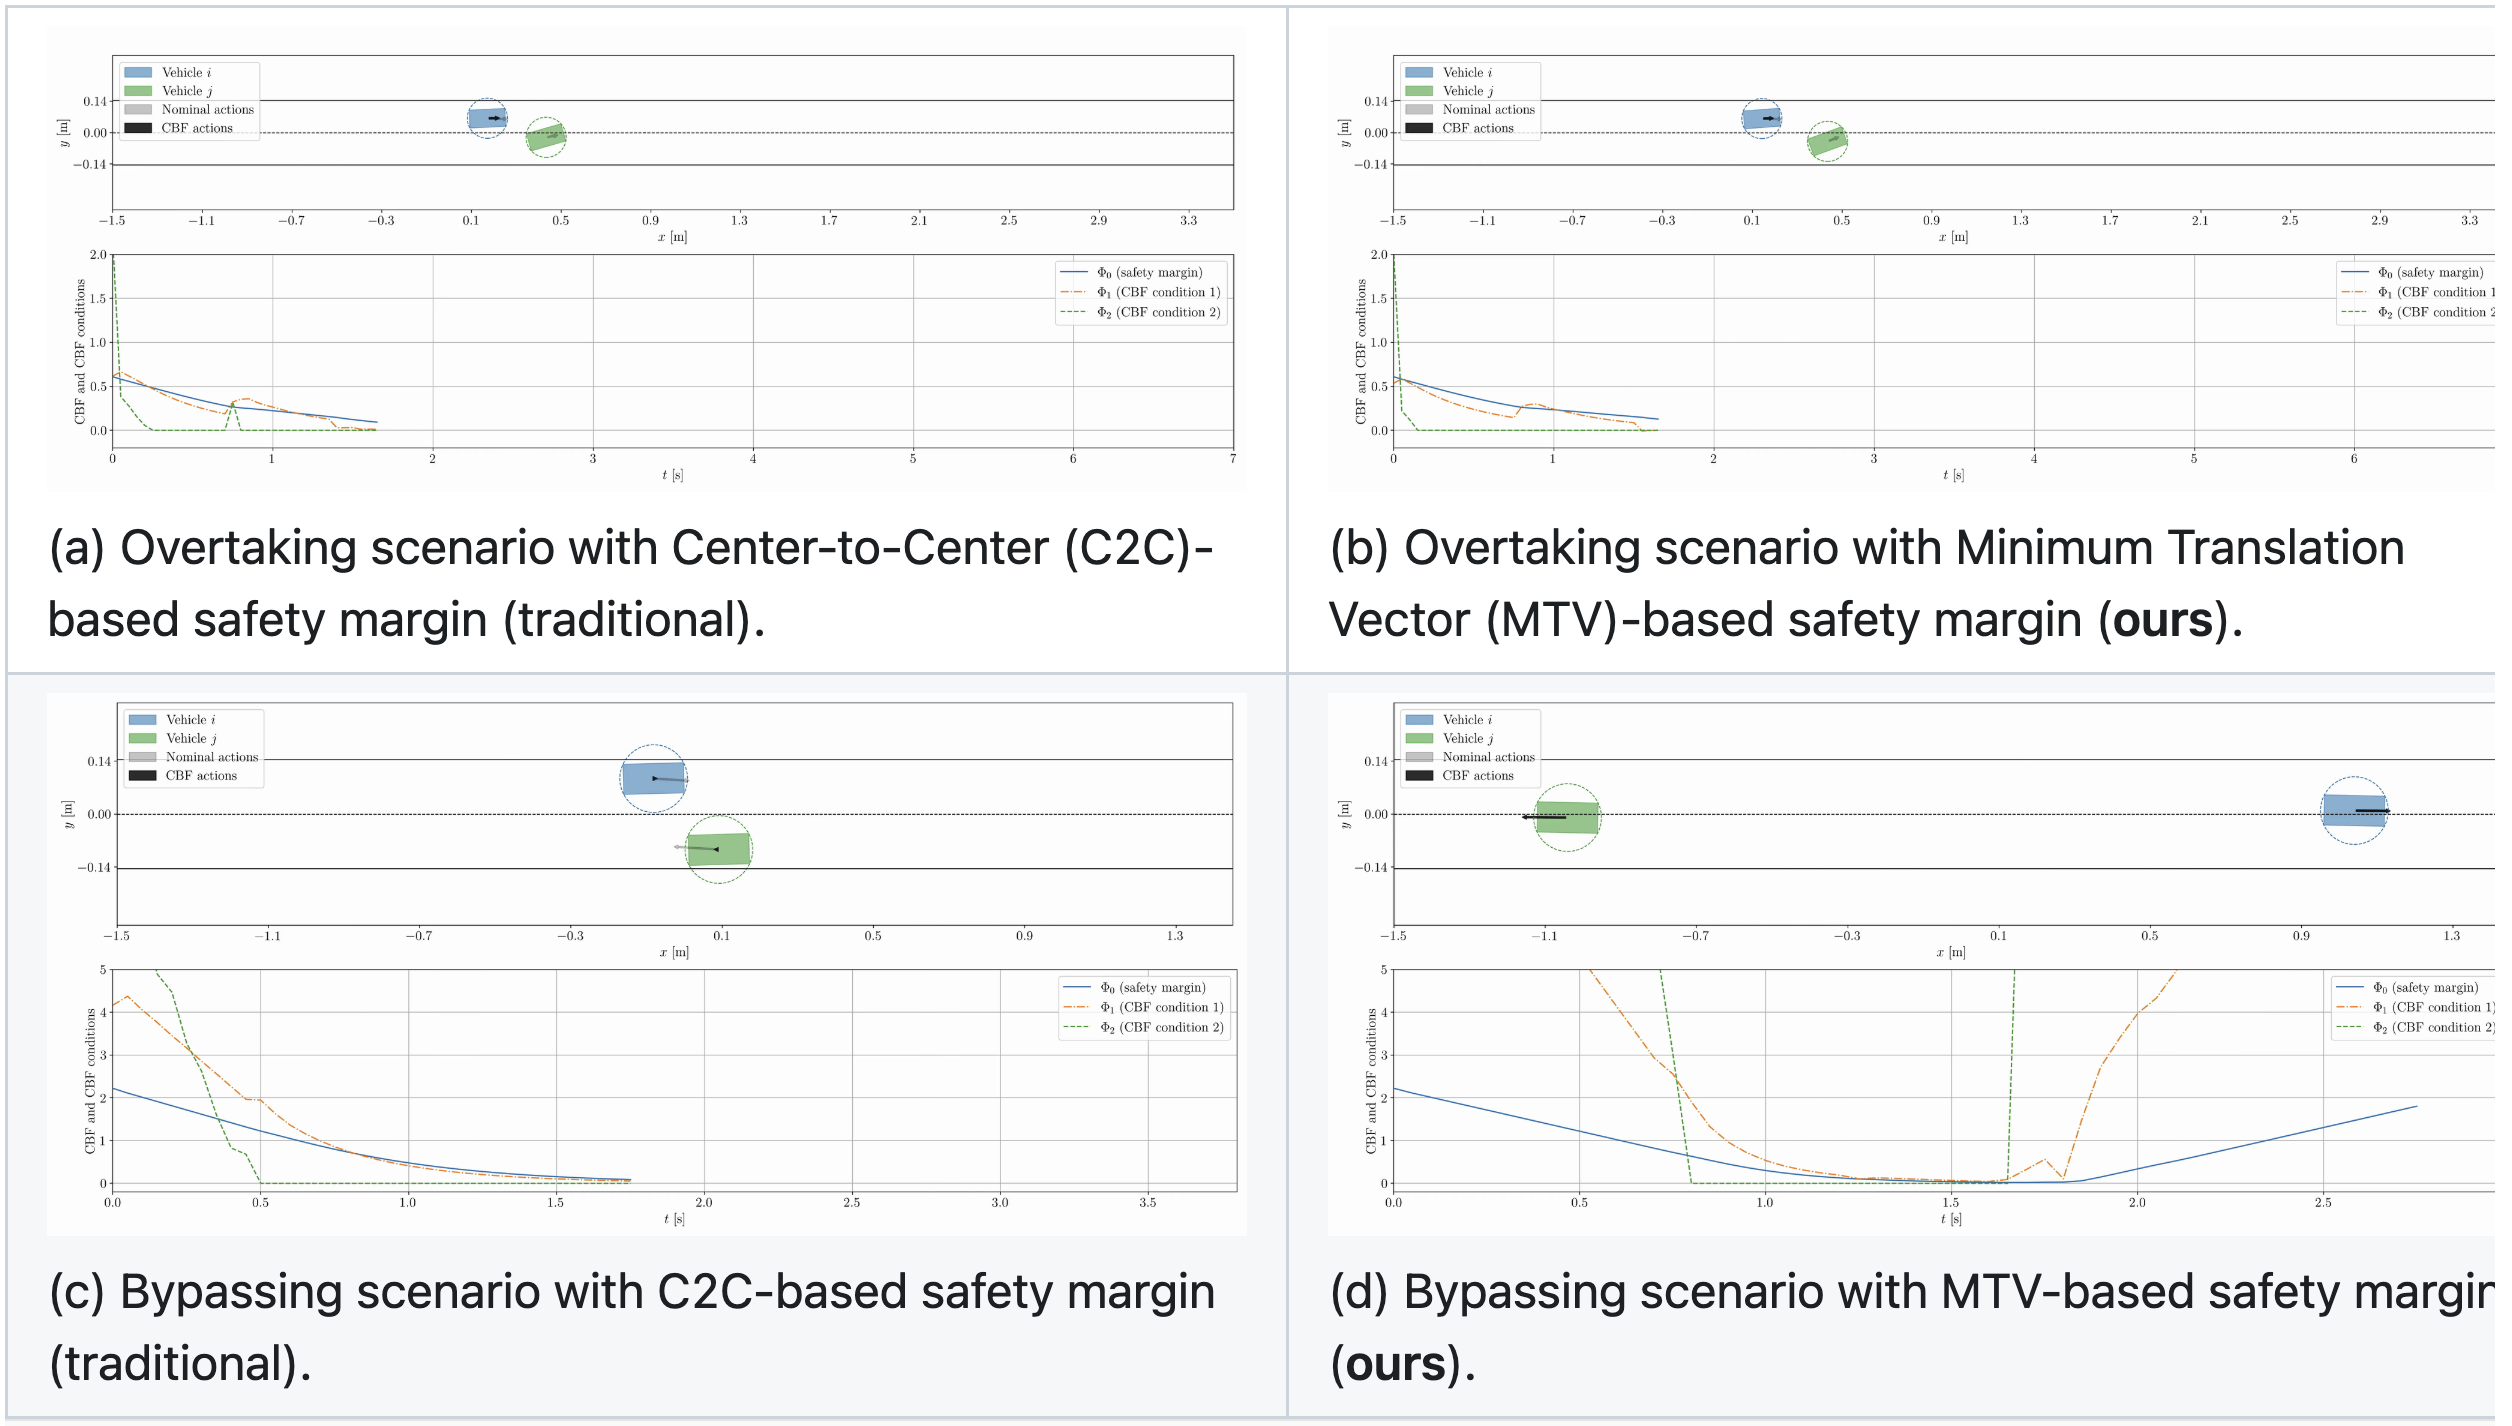 Vehicle i
Vehicle j
Nominal actions
CBF actions
0.14
0.00
−0.14
y [m]
−1.5 −1.1 −0.7 −0.3 0.1 0.5 0.9 1.3 1.7 2.1 2.5 2.9 3.3
x [m]
2.0
1.5
1.0
0.5
0.0
CBF and CBF conditions
Φ0 (safety margin)
Φ1 (CBF condition 1)
Φ2 (CBF condition 2)
0 1 2 3 4 5 6 7
t [s]
(a) Overtaking scenario with Center-to-Center (C2C)-
based safety margin (traditional).
Vehicle i
Vehicle j
Nominal actions
CBF actions
0.14
0.00
−0.14
y [m]
−1.5 −1.1 −0.7 −0.3 0.1 0.5 0.9 1.3 1.7 2.1 2.5 2.9 3.3
x [m]
2.0
1.5
1.0
0.5
0.0
CBF and CBF conditions
Φ0 (safety margin)
Φ1 (CBF condition 1
Φ2 (CBF condition 2
0 1 2 3 4 5 6
t [s]
(b) Overtaking scenario with Minimum Translation
Vector (MTV)-based safety margin (ours).
Vehicle i
Vehicle j
Nominal actions
CBF actions
0.14
0.00
−0.14
y [m]
−1.5 −1.1 −0.7 −0.3 0.1 0.5 0.9 1.3
x [m]
5
4
3
2
1
0
CBF and CBF conditions
Φ0 (safety margin)
Φ1 (CBF condition 1)
Φ2 (CBF condition 2)
0.0 0.5 1.0 1.5 2.0 2.5 3.0 3.5
t [s]
(c) Bypassing scenario with C2C-based safety margin
(traditional).
Vehicle i
Vehicle j
Nominal actions
CBF actions
0.14
0.00
−0.14
y [m]
−1.5 −1.1 −0.7 −0.3 0.1 0.5 0.9 1.3
x [m]
5
4
3
2
1
0
CBF and CBF conditions
Φ0 (safety margin)
Φ1 (CBF condition 1)
Φ2 (CBF condition 2)
0.0 0.5 1.0 1.5 2.0 2.5
t [s]
(d) Bypassing scenario with MTV-based safety margin
(ours).